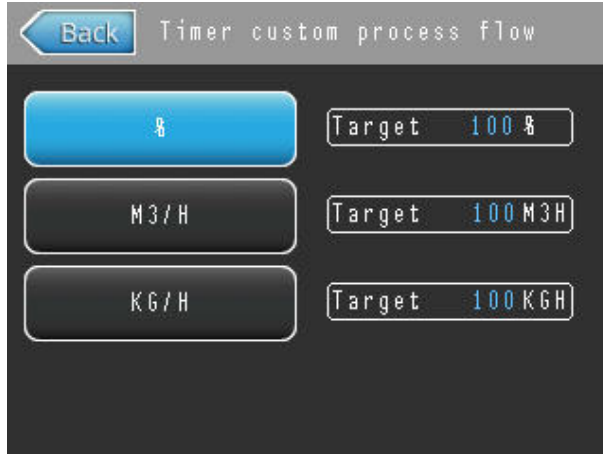 Back Timer custom process flow
% Target 100 %
M3/H Target 100 M3H
KG/H Target 100 KGH